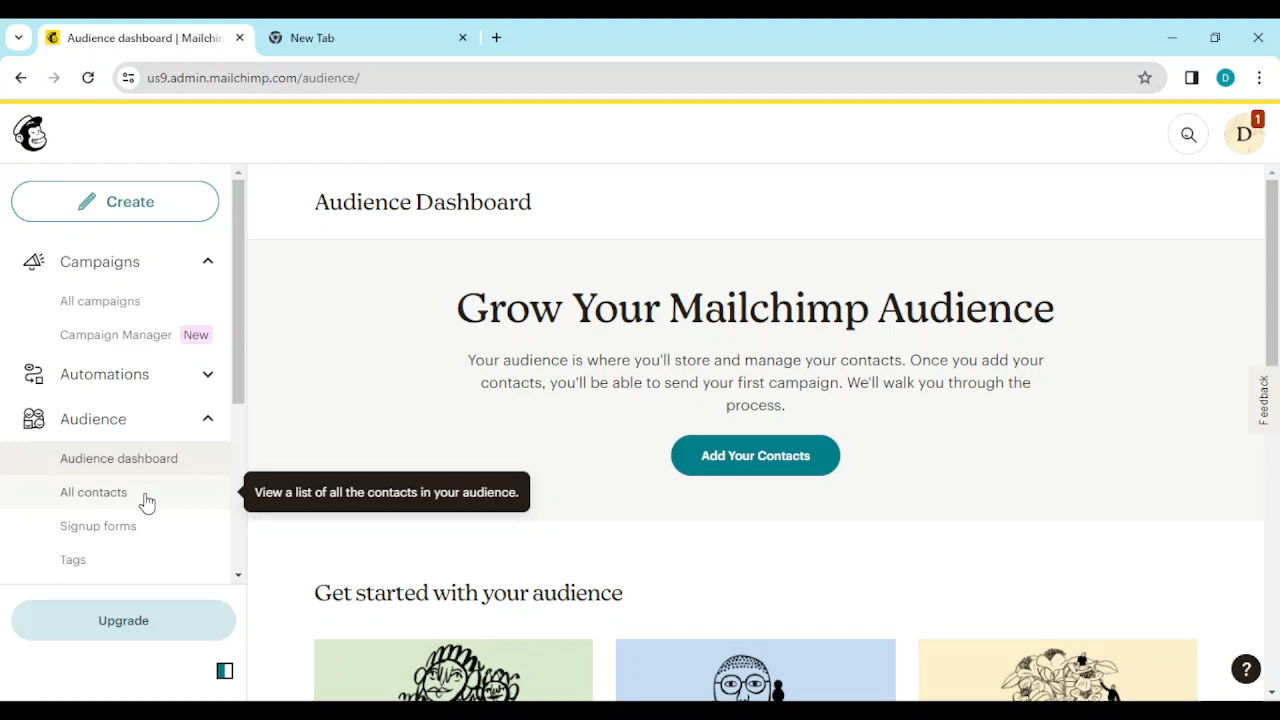 Audience dashboard | Mailchin
New Tab
us9.admin.mailchimp.com/audience/
D
D
1
Create
Campaigns
All campaigns
Campaign Manager New
Automations
Audience
Audience dashboard
All contacts
Signup forms
Tags
Upgrade
Audience Dashboard
Grow Your Mailchimp Audience
Your audience is where you'll store and manage your contacts. Once you add your
contacts, you'll be able to send your first campaign. We'll walk you through the
process.
Add Your Contacts
View a list of all the contacts in your audience.
Get started with your audience
Feedback
?